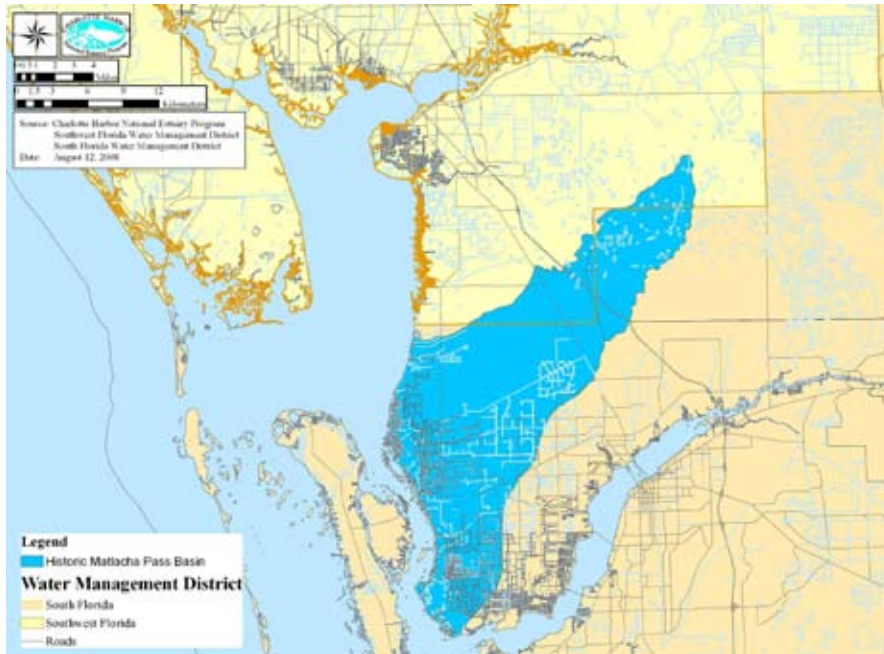 Miles
Kilometers
Source: Charlotte Harbor National Estuary Program
Southwest Florida Water Management District
South Florida Water Management District
Date: August 12, 2008
Legend
Historic Matlacha Pass Basin
Water Management District
South Florida
Southwest Florida
Roads